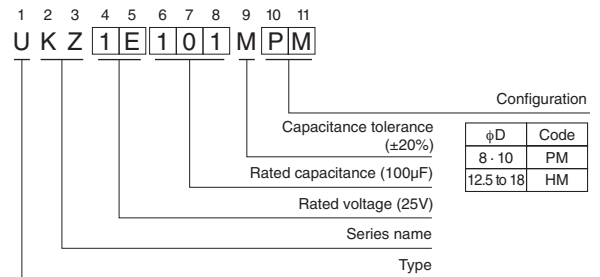 1 2 3 4 5 6 7 8 9 10 11
U K Z 1 E 1 0 1 M P M
Configuration
Capacitance tolerance
(±20%)
Rated capacitance (100µF)
Rated voltage (25V)
Series name
Type
ϕD Code
8 · 10 PM
12.5 to 18 HM